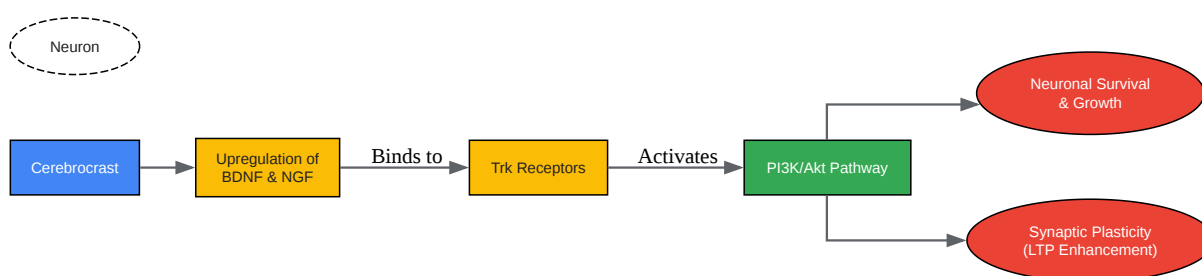 Neuron
Neuronal Survival
& Growth
Cerebrocrast
Upregulation of
BDNF & NGF
Binds to
Trk Receptors
Activates
PI3K/Akt Pathway
Synaptic Plasticity
(LTP Enhancement)